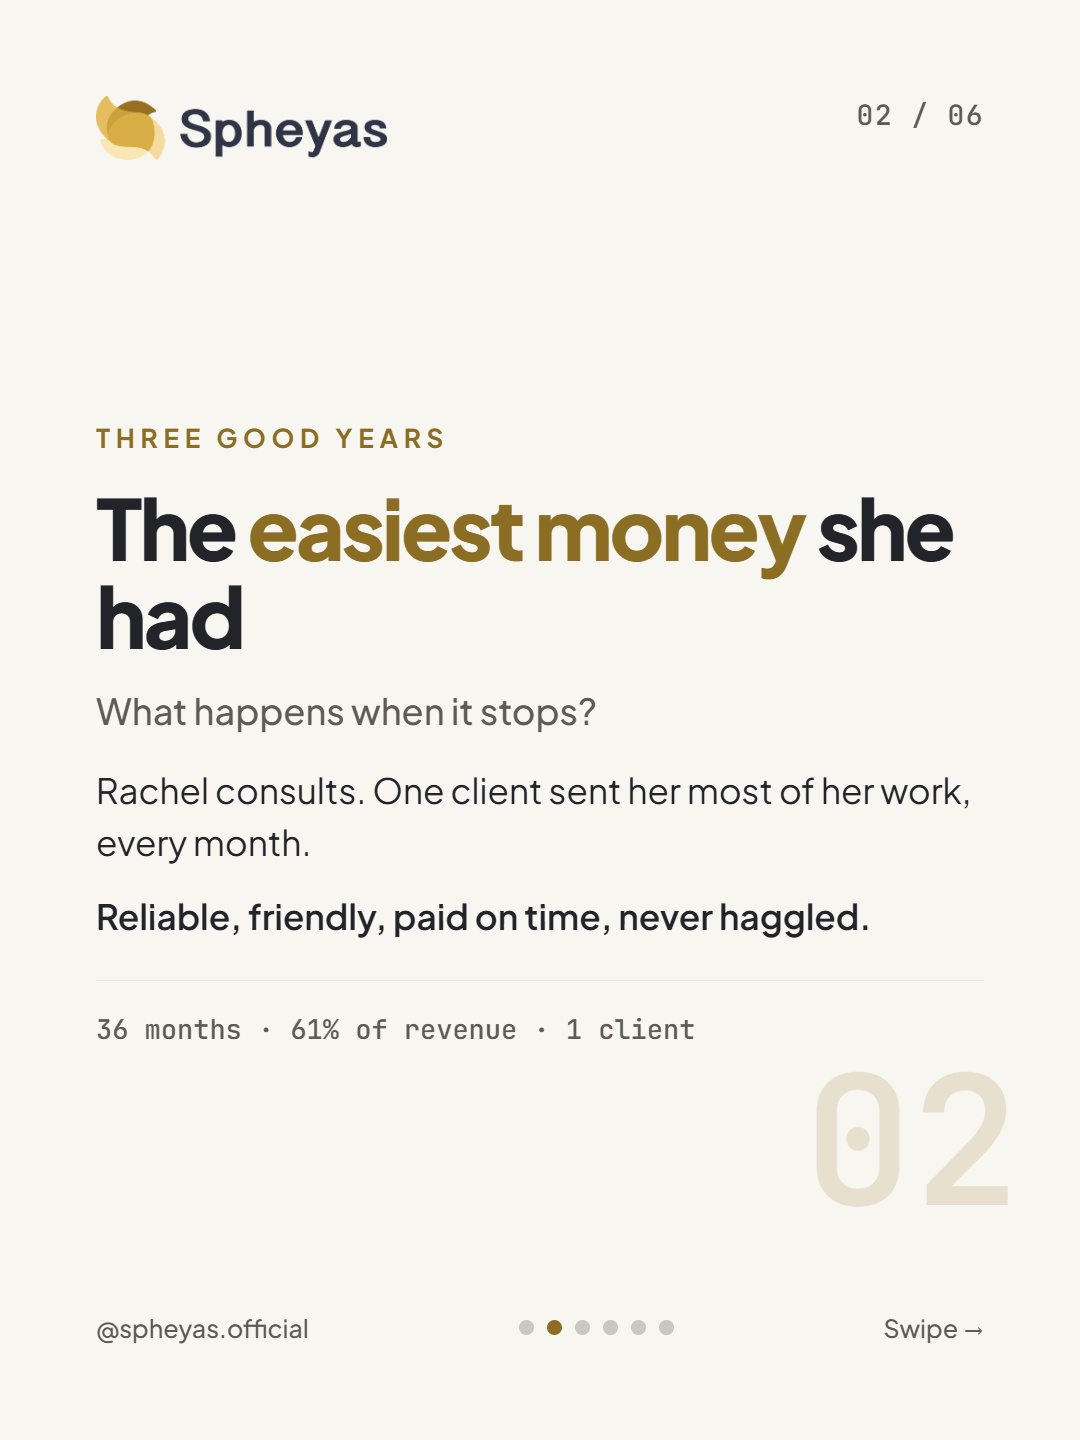 Spheyas
02 / 06
THREE GOOD YEARS
The easiest money she
had
What happens when it stops?
Rachel consults. One client sent her most of her work,
every month.
Reliable, friendly, paid on time, never haggled.
36 months · 61% of revenue · 1 client
02
@spheyas.official
Swipe →